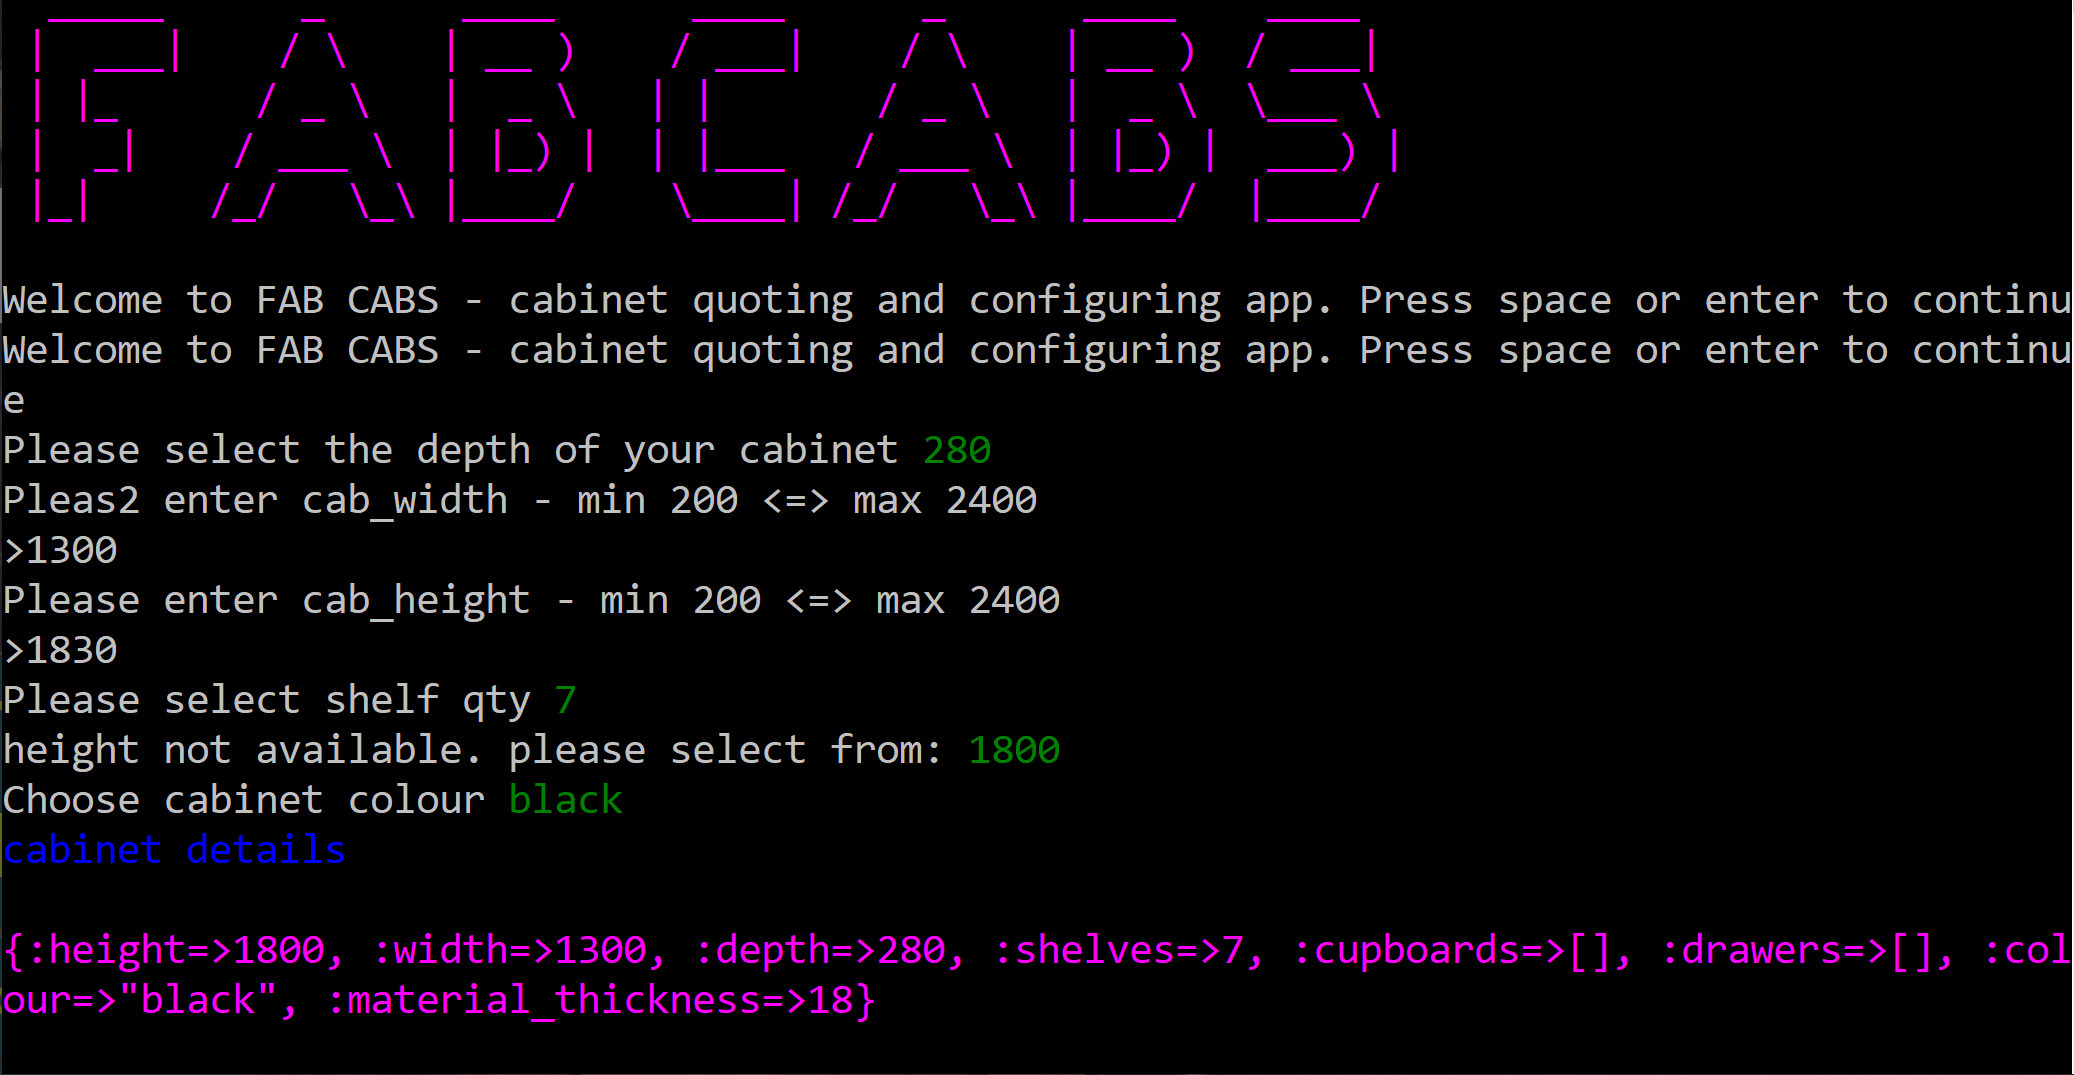 FAB CABS
Welcome to FAB CABS - cabinet quoting and configuring app. Press space or enter to continu
Welcome to FAB CABS - cabinet quoting and configuring app. Press space or enter to continu
e
Please select the depth of your cabinet 280
Pleas2 enter cab_width - min 200 <=> max 2400
>1300
Please enter cab_height - min 200 <=> max 2400
>1830
Please select shelf qty 7
height not available. please select from: 1800
Choose cabinet colour black
cabinet details
{:height=>1800, :width=>1300, :depth=>280, :shelves=>7, :cupboards=>[], :drawers=>[], :col
our=>"black", :material_thickness=>18}